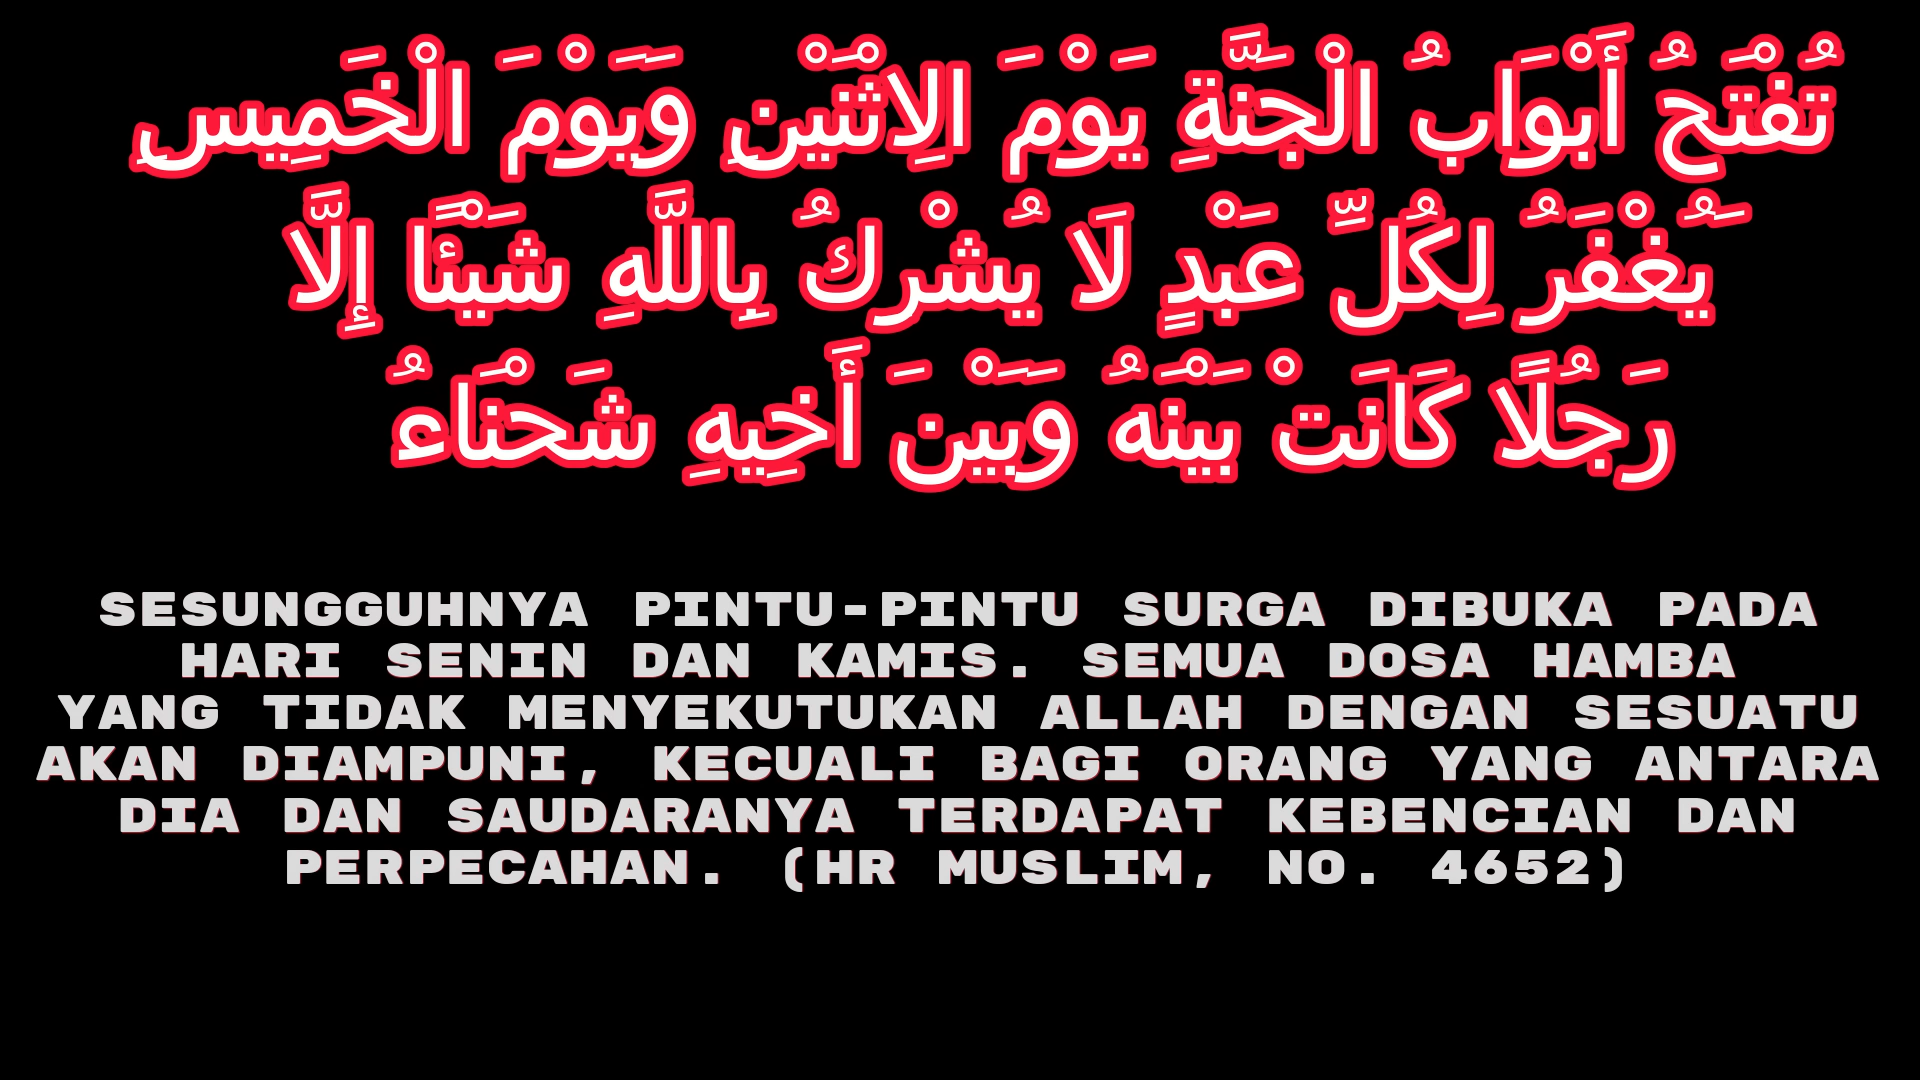 تُفْتَحُ أَبْوَابُ الْجَنَّةِ يَوْمَ الِاثْنَيْنِ وَيَوْمَ الْخَمِيسِ
يُغْفَرُ لِكُلِّ عَبْدٍ لَا يُشْرِكُ بِاللَّهِ شَيْئًا إِلَّا
رَجُلًا كَانَتْ بَيْنَهُ وَبَيْنَ أَخِيهِ شَحْنَاءُ
SESUNGGUHNYA PINTU-PINTU SURGA DIBUKA PADA
HARI SENIN DAN KAMIS. SEMUA DOSA HAMBA
YANG TIDAK MENYEKUTUKAN ALLAH DENGAN SESUATU
AKAN DIAMPUNI, KECUALI BAGI ORANG YANG ANTARA
DIA DAN SAUDARANYA TERDAPAT KEBENCIAN DAN
PERPECAHAN. (HR MUSLIM, NO. 4652)